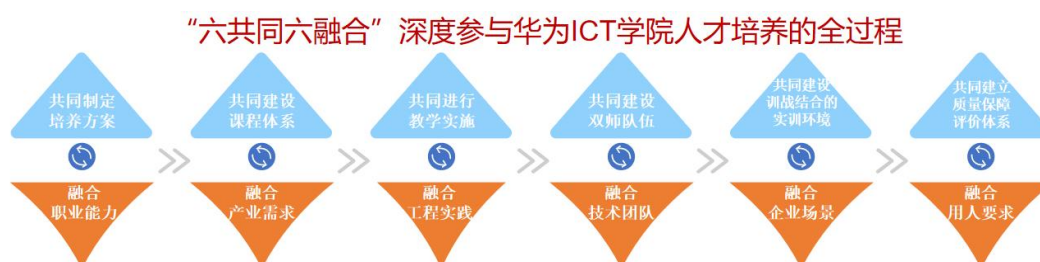 “六共同六融合”深度参与华为ICT学院人才培养的全过程
共同制定
培养方案
共同建设
课程体系
共同进行
教学实施
共同建设
双师队伍
共同建设
训战结合的
实训环境
共同建立
质量保障
评价体系
融合
职业能力
融合
产业需求
融合
工程实践
融合
技术团队
融合
企业场景
融合
用人要求